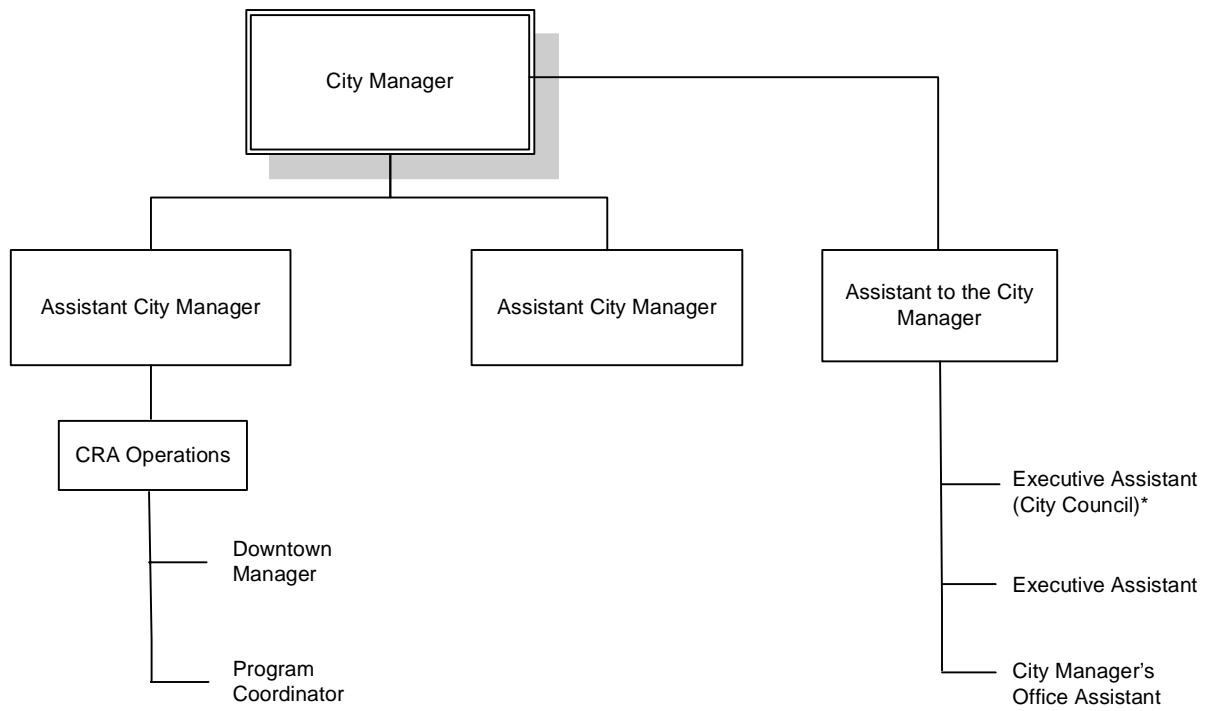 City Manager
Assistant City Manager
Assistant City Manager
Assistant to the City
Manager
CRA Operations
Downtown
Manager
Program
Coordinator
Executive Assistant
(City Council)*
Executive Assistant
City Manager's
Office Assistant